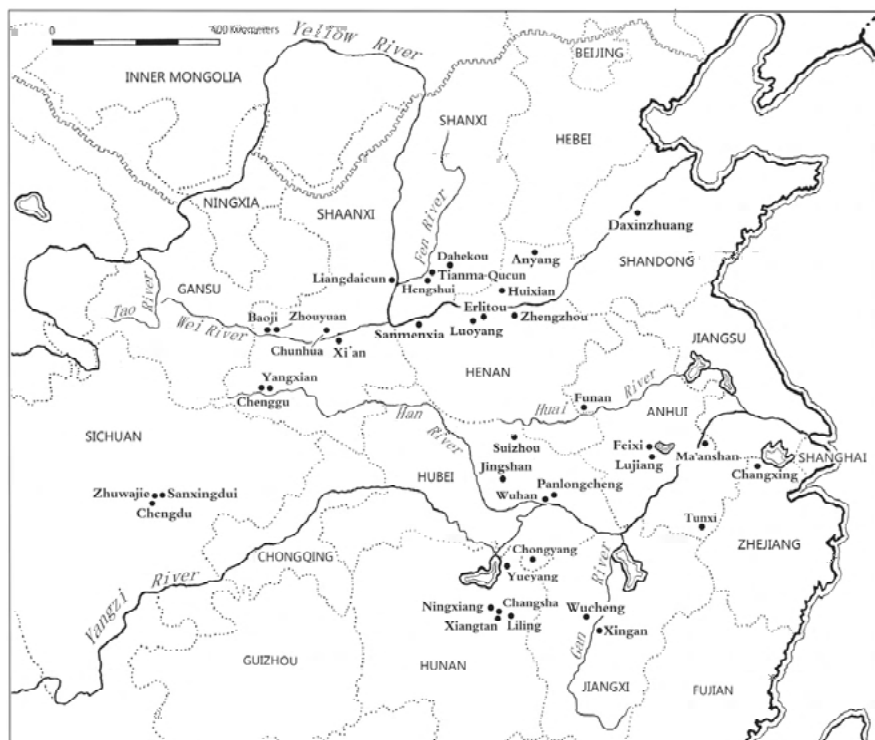 0
400 Kilometers
Yellow River
BEIJING
INNER MONGOLIA
SHANXI
HEBEI
NINGXIA
SHAANXI
Fen River
Daxinzhuang
Dahekou
Anyang
SHANDONG
Liangdaicun
Tianma-Qucun
Hengshui
Huixian
GANSU
Tao River
Erlitou
Baoji
Zhouyuan
Zhengzhou
Wei River
Sanmenxia
Luoyang
Chunhua
Xi'an
JIANGSU
HENAN
Yangxian
Chenggu
Funan
Huai River
ANHUI
Han River
SICHUAN
Suizhou
Feixi
Ma'anshan
SHANGHAI
Lujiang
Changxing
HUBEI
Jingshan
Zhuwajie
Sanxingdui
Panlongcheng
Wuhan
Chengdu
Tunxi
ZHEJIANG
CHONGQING
Chongyang
Yueyang
Yangzi River
Ningxiang
Changsha
Wucheng
Xiangtan
Liling
Xingan
Gan River
GUIZHOU
HUNAN
JIANGXI
FUJIAN